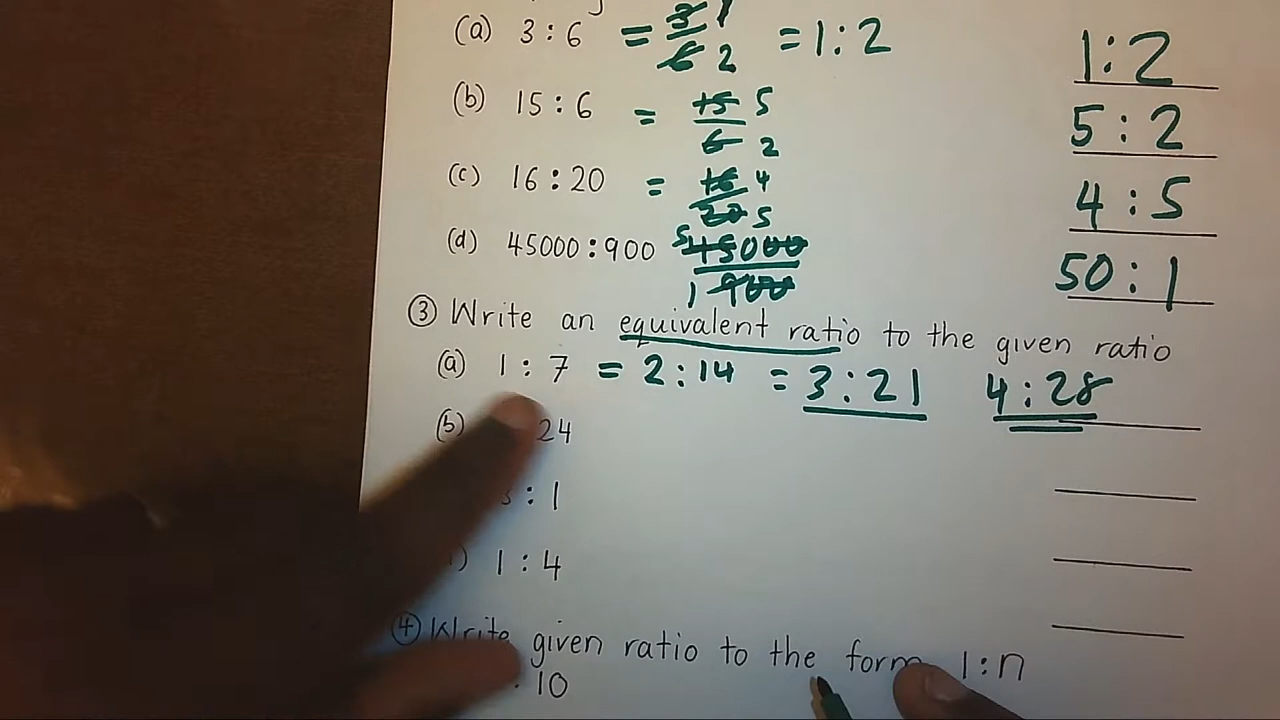 (a) 3 : 6 = 3 1 / 6 2 = 1 : 2 1 : 2
(b) 15 : 6 = 15 5 / 6 2 5 : 2
(c) 16 : 20 = 16 4 / 20 5 4 : 5
(d) 45000 : 900 5 45000 / 1 900 50 : 1
③ Write an equivalent ratio to the given ratio
(a) 1 : 7 = 2 : 14 = 3 : 21 4 : 28
(b) 24
: 1
1 : 4
④ Write given ratio to the form 1 : n
10